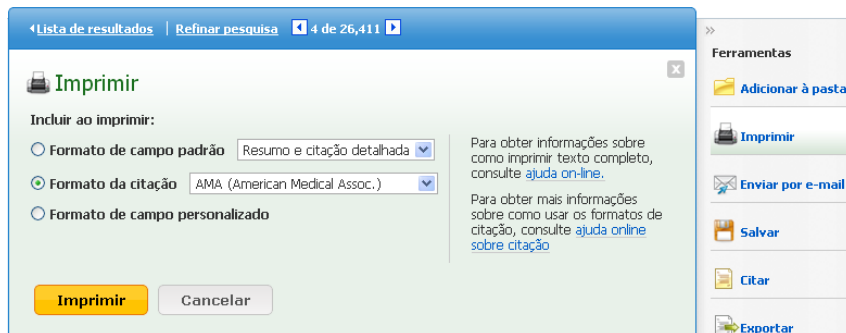 Lista de resultados | Refinar pesquisa 4 de 26,411
Imprimir
Incluir ao imprimir:
Formato de campo padrão Resumo e citação detalhada
Formato da citação AMA (American Medical Assoc.)
Formato de campo personalizado
Imprimir Cancelar
Para obter informações sobre
como imprimir texto completo,
consulte ajuda on-line.
Para obter mais informações
sobre como usar os formatos de
citação, consulte ajuda online
sobre citação
Ferramentas
Adicionar à pasta
Imprimir
Enviar por e-mail
Salvar
Citar
Exportar